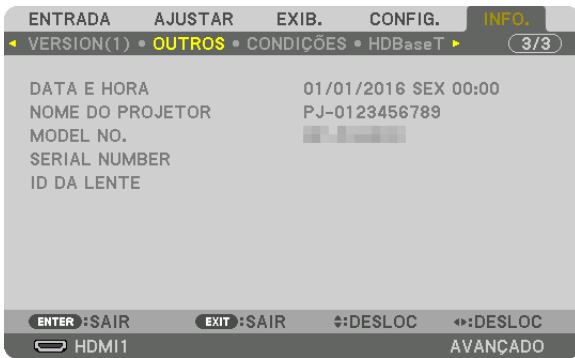 ENTRADA AJUSTAR EXIB. CONFIG. INFO.
VERSION(1) • OUTROS • CONDIÇÕES • HDBaseT 3/3
DATA E HORA 01/01/2016 SEX 00:00
NOME DO PROJETOR PJ-0123456789
MODEL NO.
SERIAL NUMBER
ID DA LENTE
ENTER :SAIR EXIT :SAIR :DESLOC :DESLOC
HDMI1 AVANÇADO